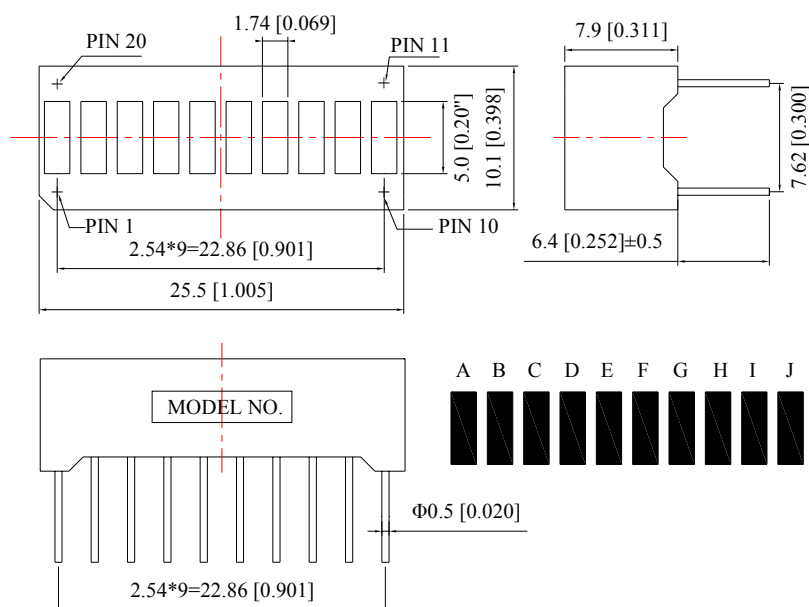 1.74 [0.069]
PIN 20
PIN 11
5.0 [0.20"]
10.1 [0.398]
PIN 1
PIN 10
2.54*9=22.86 [0.901]
25.5 [1.005]
7.9 [0.311]
7.62 [0.300]
6.4 [0.252]±0.5
MODEL NO.
Φ0.5 [0.020]
2.54*9=22.86 [0.901]
A B C D E F G H I J